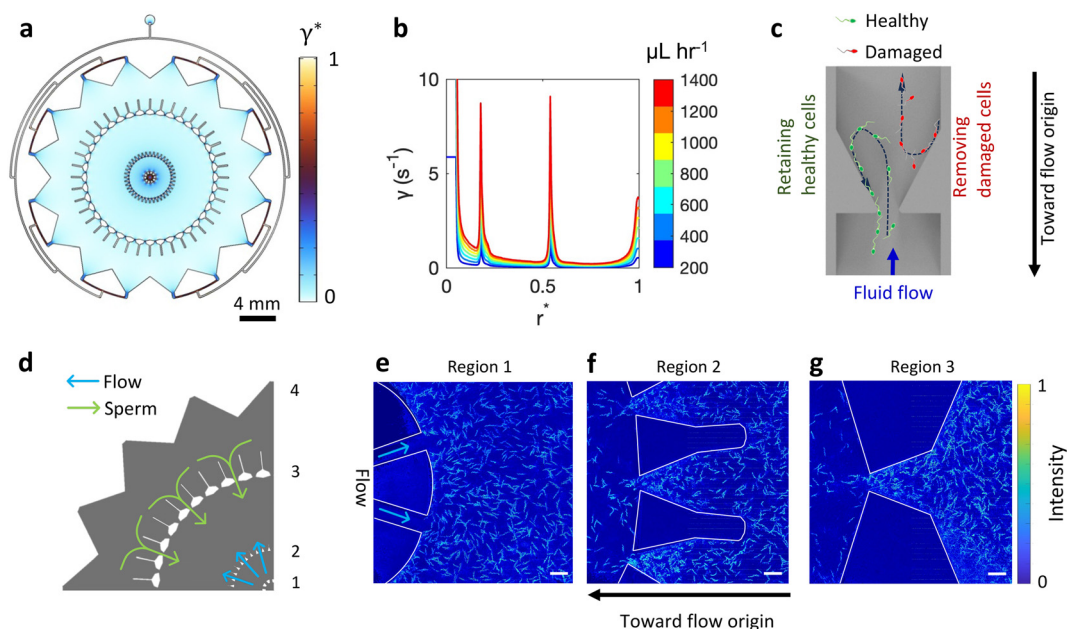 a
γ*
1
0
4 mm
b
μL hr⁻¹
10
5
0
γ (s⁻¹)
0
0.5
1
r*
1400
1200
1000
800
600
400
200
c
Healthy
Damaged
Retaining
healthy cells
Removing
damaged cells
Toward flow origin
Fluid flow
d
Flow
Sperm
4
3
2
1
e
Region 1
Flow
f
Region 2
g
Region 3
1
0
Intensity
Toward flow origin